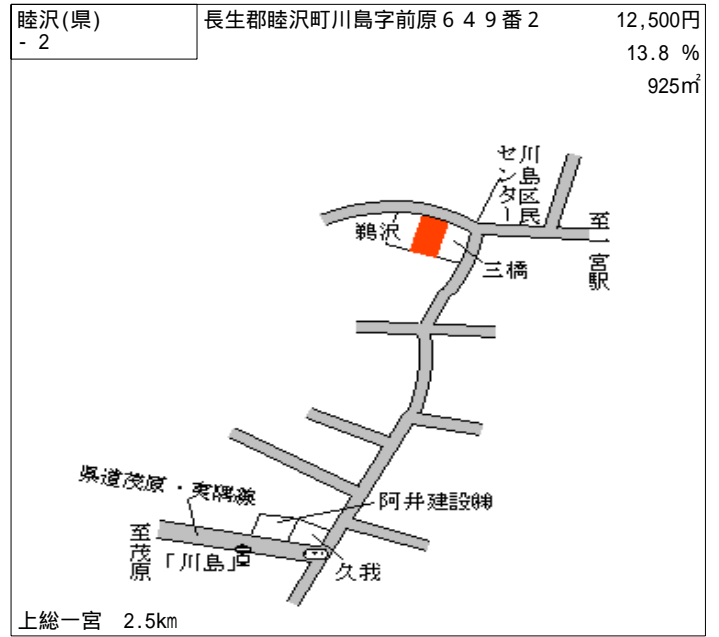 睦沢(県)
- 2
長生郡睦沢町川島字前原６４９番２
12,500円
13.8 %
925㎡
川島区民
センター
至一宮駅
鵜沢
三橋
県道茂原・夷隅線
阿井建設㈱
至茂原
「川島」
久我
上総一宮 2.5km